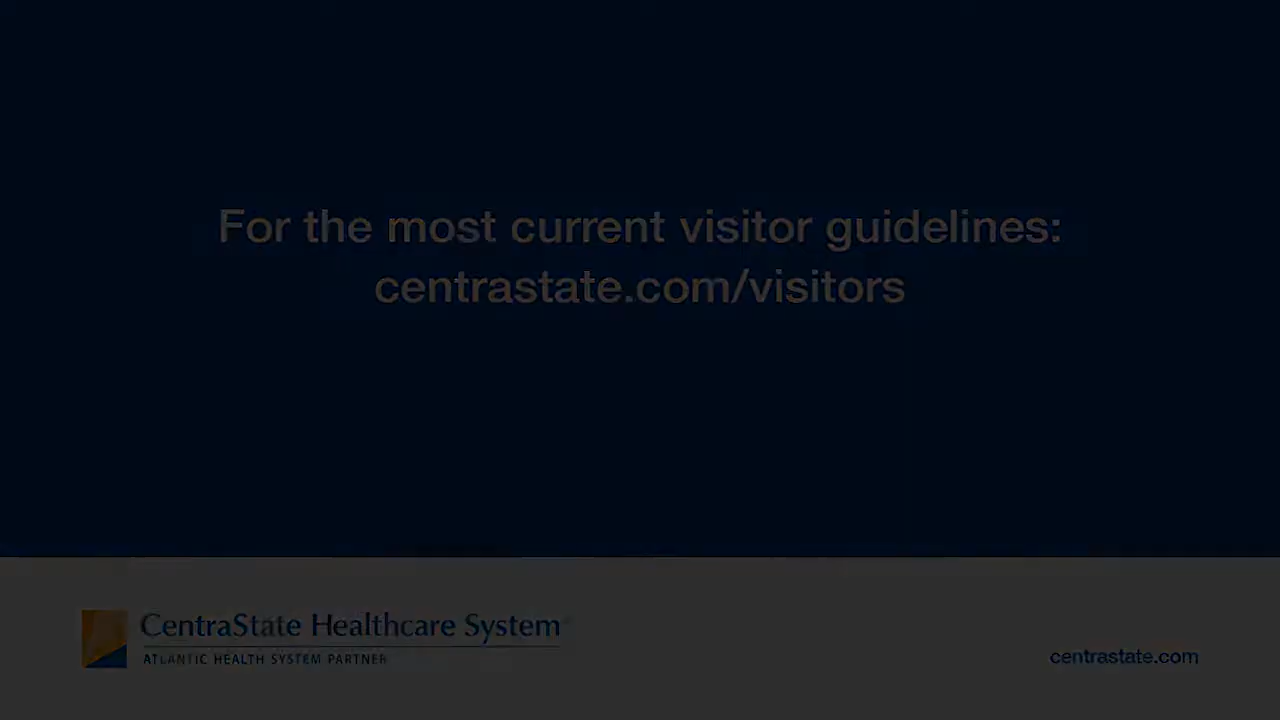 For the most current visitor guidelines:
centrastate.com/visitors
CentraState Healthcare System
ATLANTIC HEALTH SYSTEM PARTNER
centrastate.com